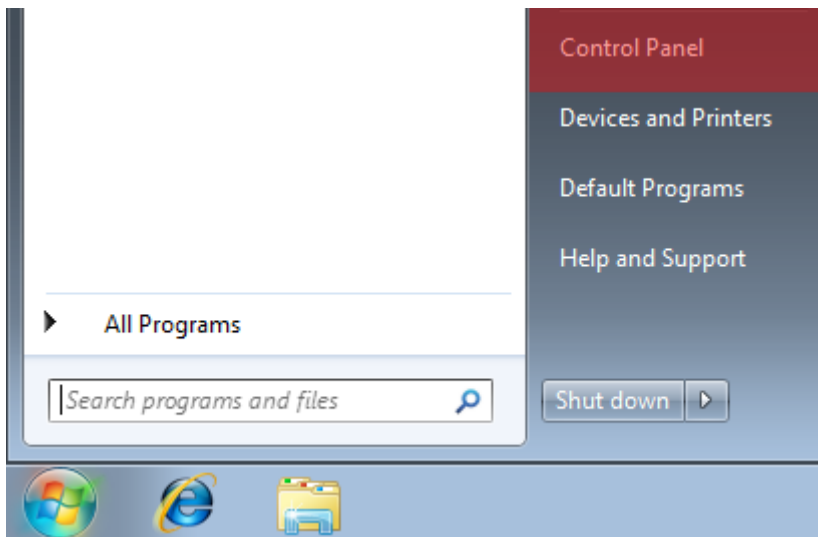 Control Panel
Devices and Printers
Default Programs
Help and Support
All Programs
Search programs and files
Shut down